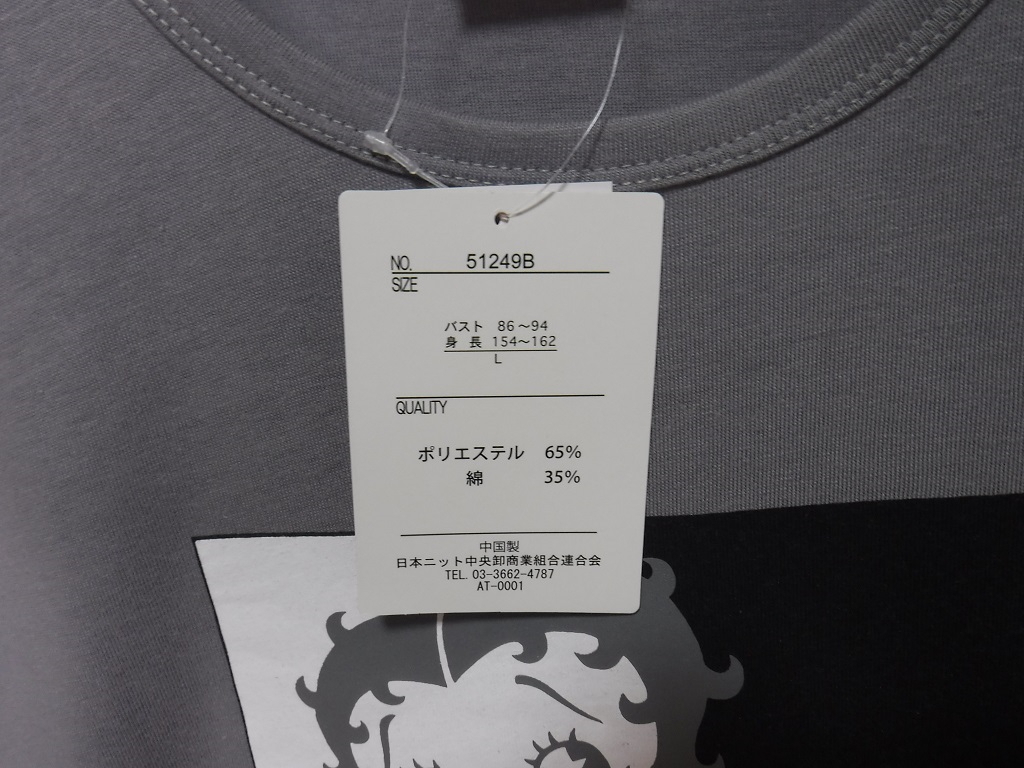 NO. 51249B
SIZE
バスト 86～94
身 長 154～162
L
QUALITY
ポリエステル 65%
綿 35%
中国製
日本ニット中央卸商業組合連合会
TEL. 03-3662-4787
AT-0001